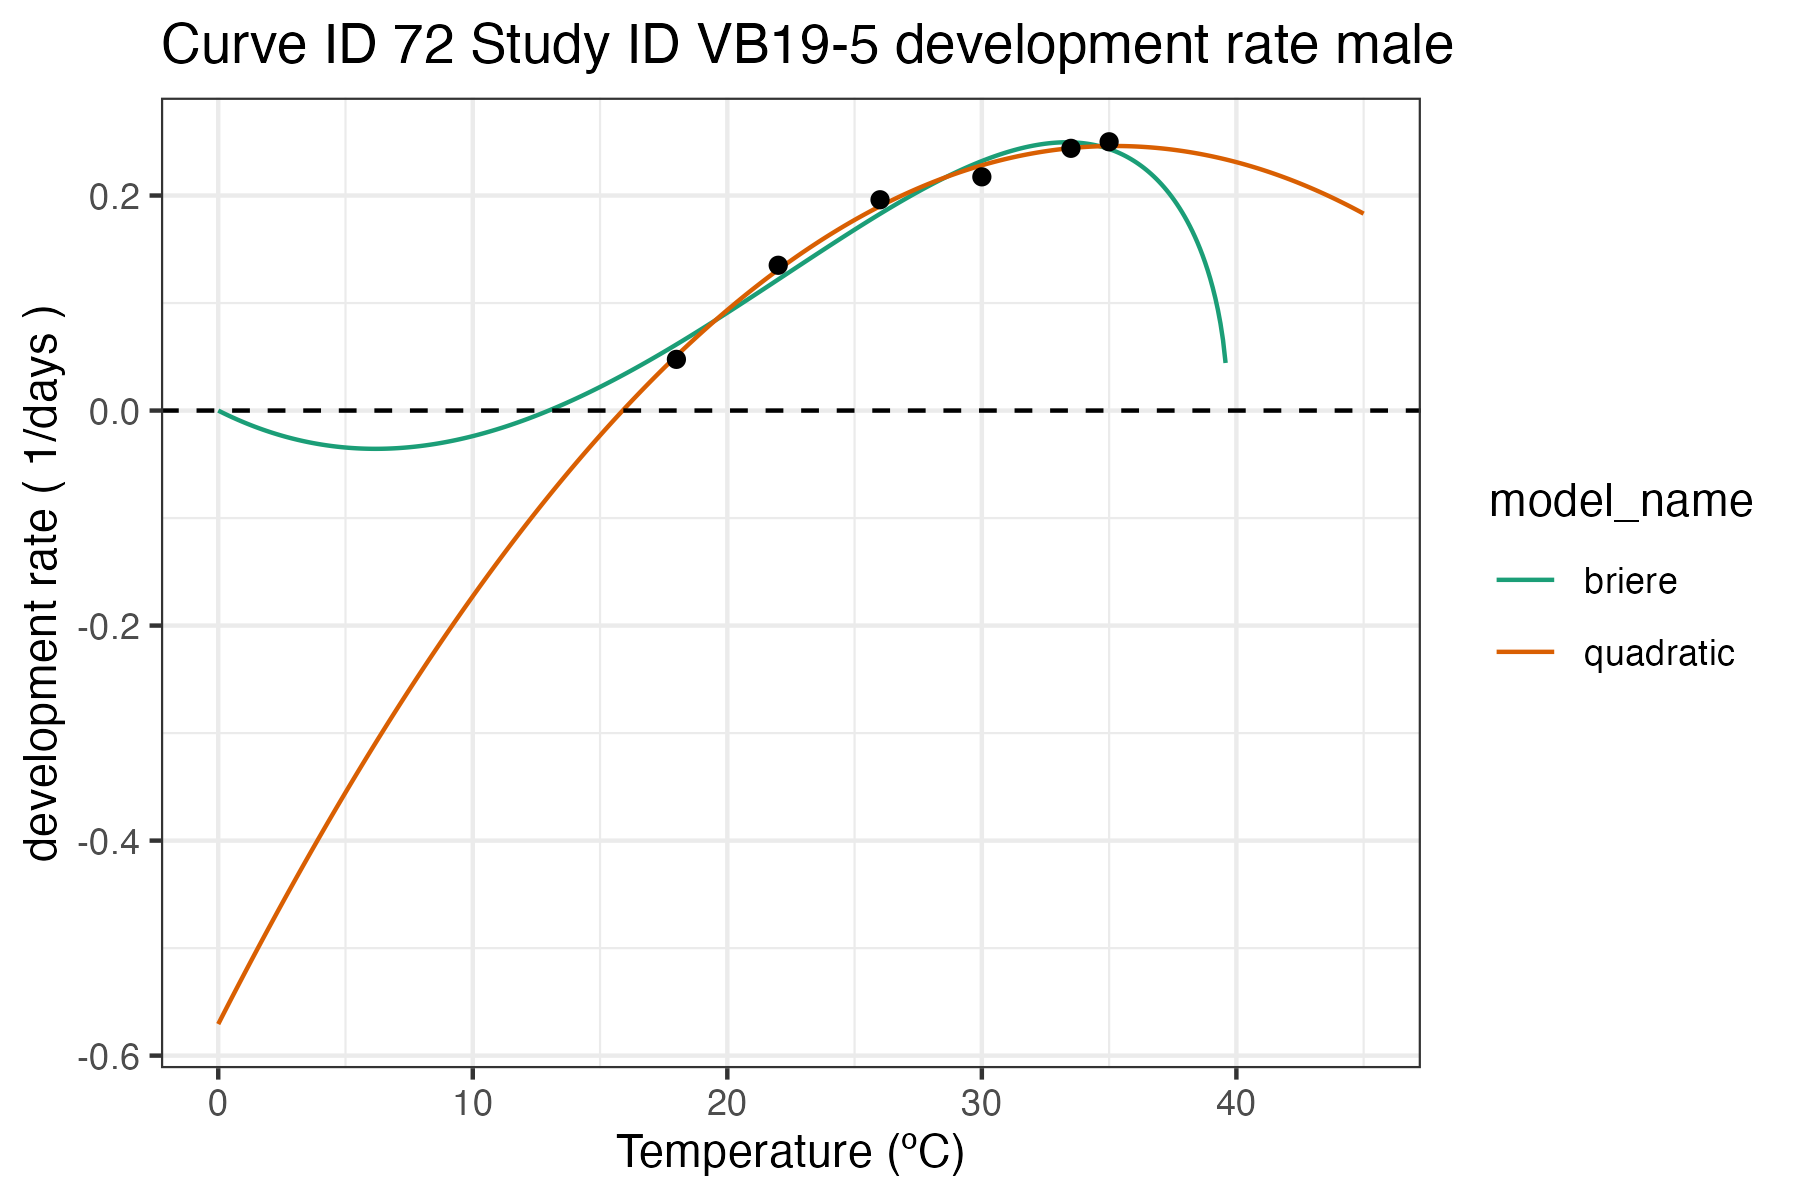 Curve ID 72 Study ID VB19-5 development rate male
development rate ( 1/days )
0.2
0.0
-0.2
-0.4
-0.6
0
10
20
30
40
Temperature (ºC)
model_name
briere
quadratic